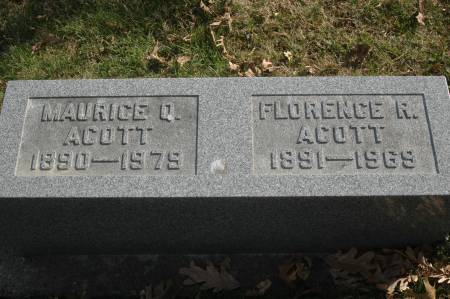 MAURICE Q.
ACOTT
1890—1979
FLORENCE R.
ACOTT
1891—1969